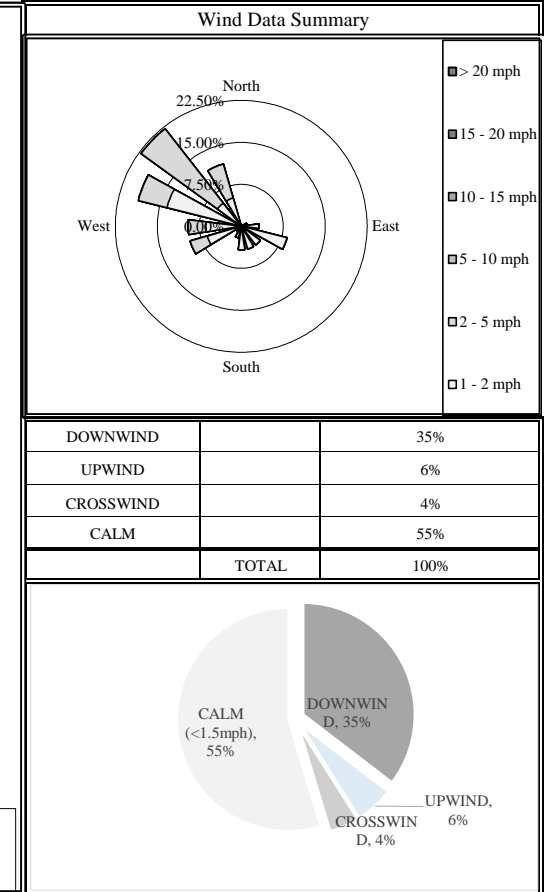 Wind Data Summary
North
22.50%
15.00%
7.50%
0.00%
West
East
South
> 20 mph
15 - 20 mph
10 - 15 mph
5 - 10 mph
2 - 5 mph
1 - 2 mph
DOWNWIND 35%
UPWIND 6%
CROSSWIND 4%
CALM 55%
TOTAL 100%
CALM
(<1.5mph),
55%
DOWNWIN
D, 35%
UPWIND,
6%
CROSSWIN
D, 4%